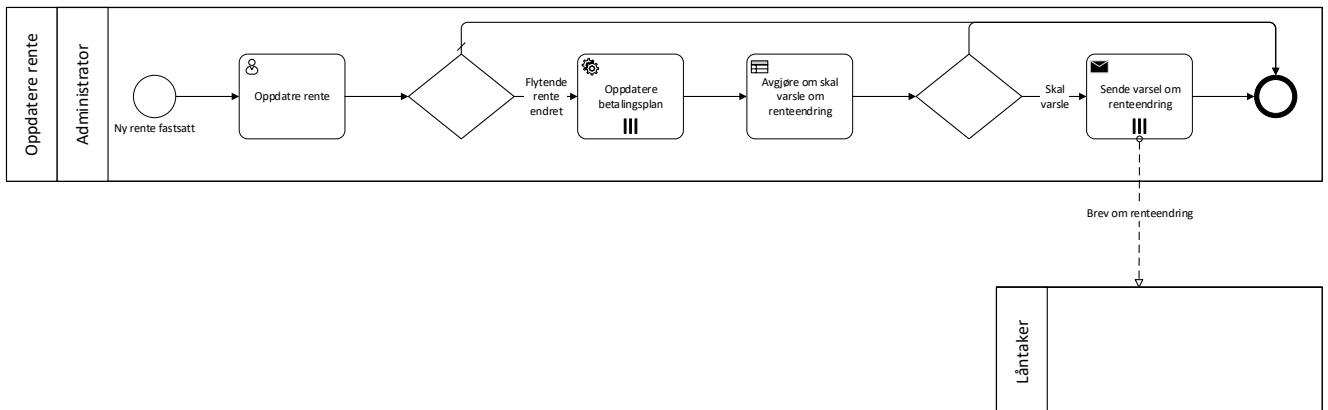 Oppdatere rente
Administrator
Ny rente fastsatt
Oppdatre rente
Flytende
rente
endret
Oppdatere
betalingsplan
Avgjøre om skal
varsle om
renteendring
Skal
varsle
Sende varsel om
renteendring
Brev om renteendring
Låntaker